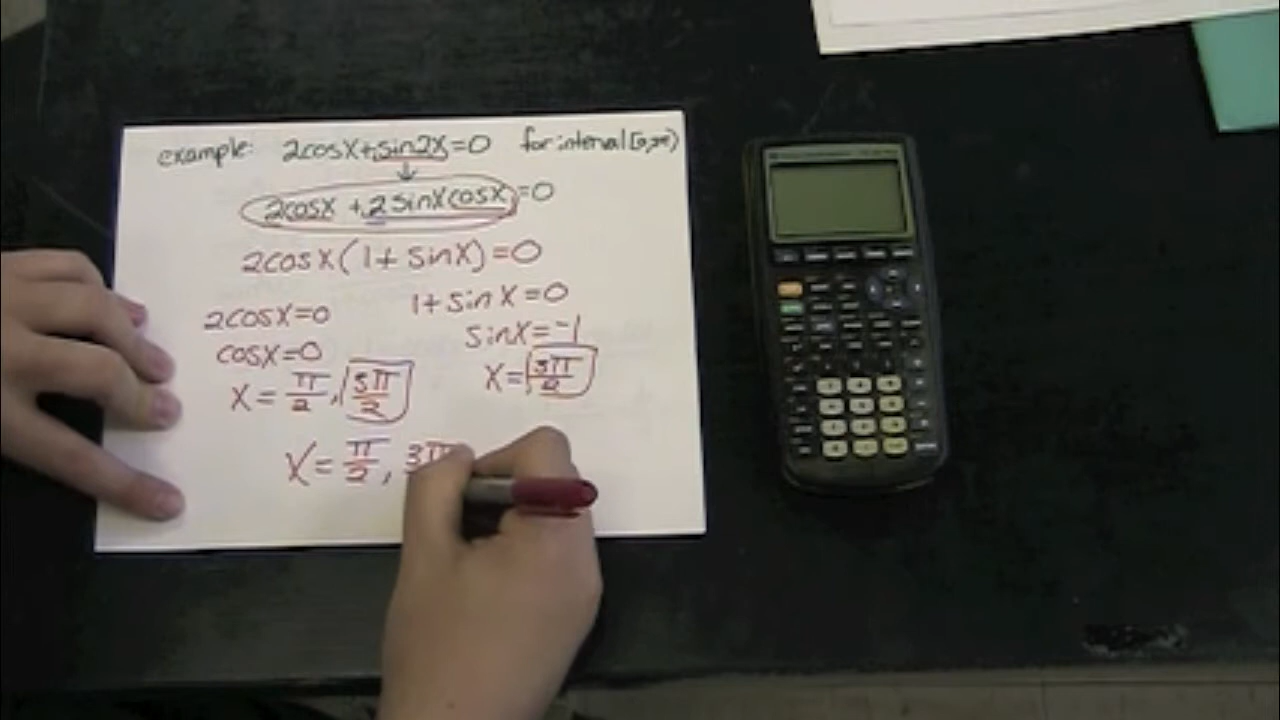 example: 2cosx+sin2x=0 for interval [0,2π)
2cosx + 2sinxcosx=0
2cosx(1+sinx)=0
2cosx=0 1+sinx=0
cosx=0 sinx=-1
x=π/2, 3π/2 x=3π/2
x=π/2, 3π